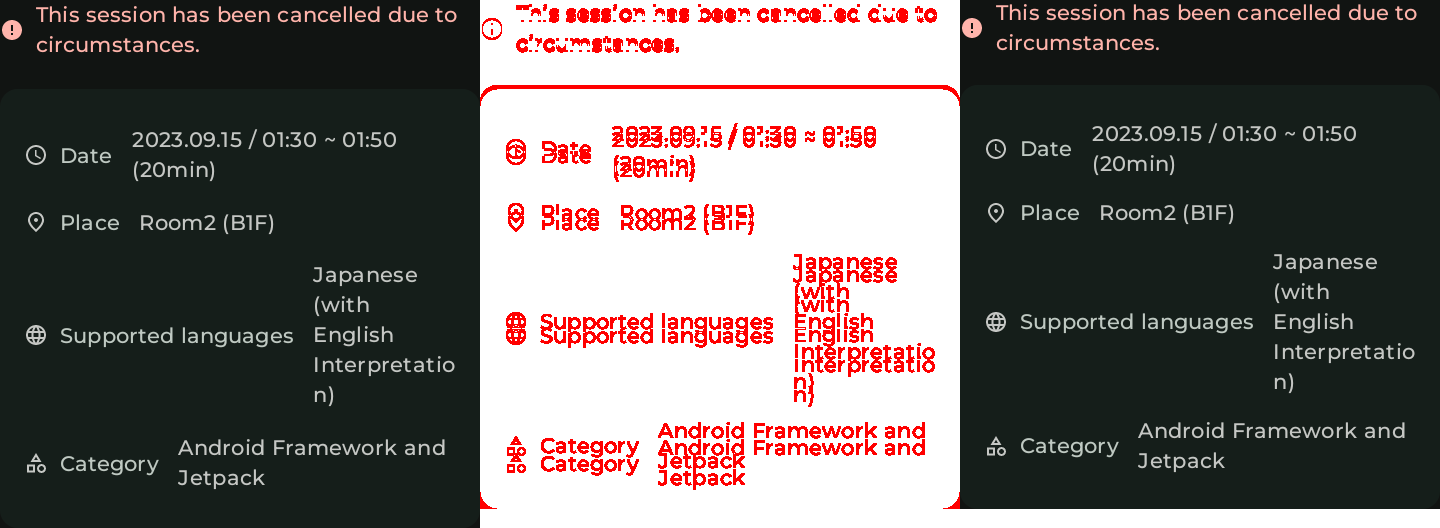 This session has been cancelled due to
circumstances.
Date
2023.09.15 / 01:30 ~ 01:50
(20min)
Place
Room2 (B1F)
Supported languages
Japanese
(with
English
Interpretatio
n)
Category
Android Framework and
Jetpack
This session has been cancelled due to
circumstances.
Date
Date
2023.09.15 / 01:30 ~ 01:50
2023.09.15 / 01:30 ~ 01:50
(20min)
(20min)
Place
Place
Room2 (B1F)
Room2 (B1F)
Supported languages
Supported languages
Japanese
Japanese
(with
(with
English
English
Interpretatio
Interpretatio
n)
n)
Category
Category
Android Framework and
Android Framework and
Jetpack
Jetpack
This session has been cancelled due to
circumstances.
Date
2023.09.15 / 01:30 ~ 01:50
(20min)
Place
Room2 (B1F)
Supported languages
Japanese
(with
English
Interpretatio
n)
Category
Android Framework and
Jetpack